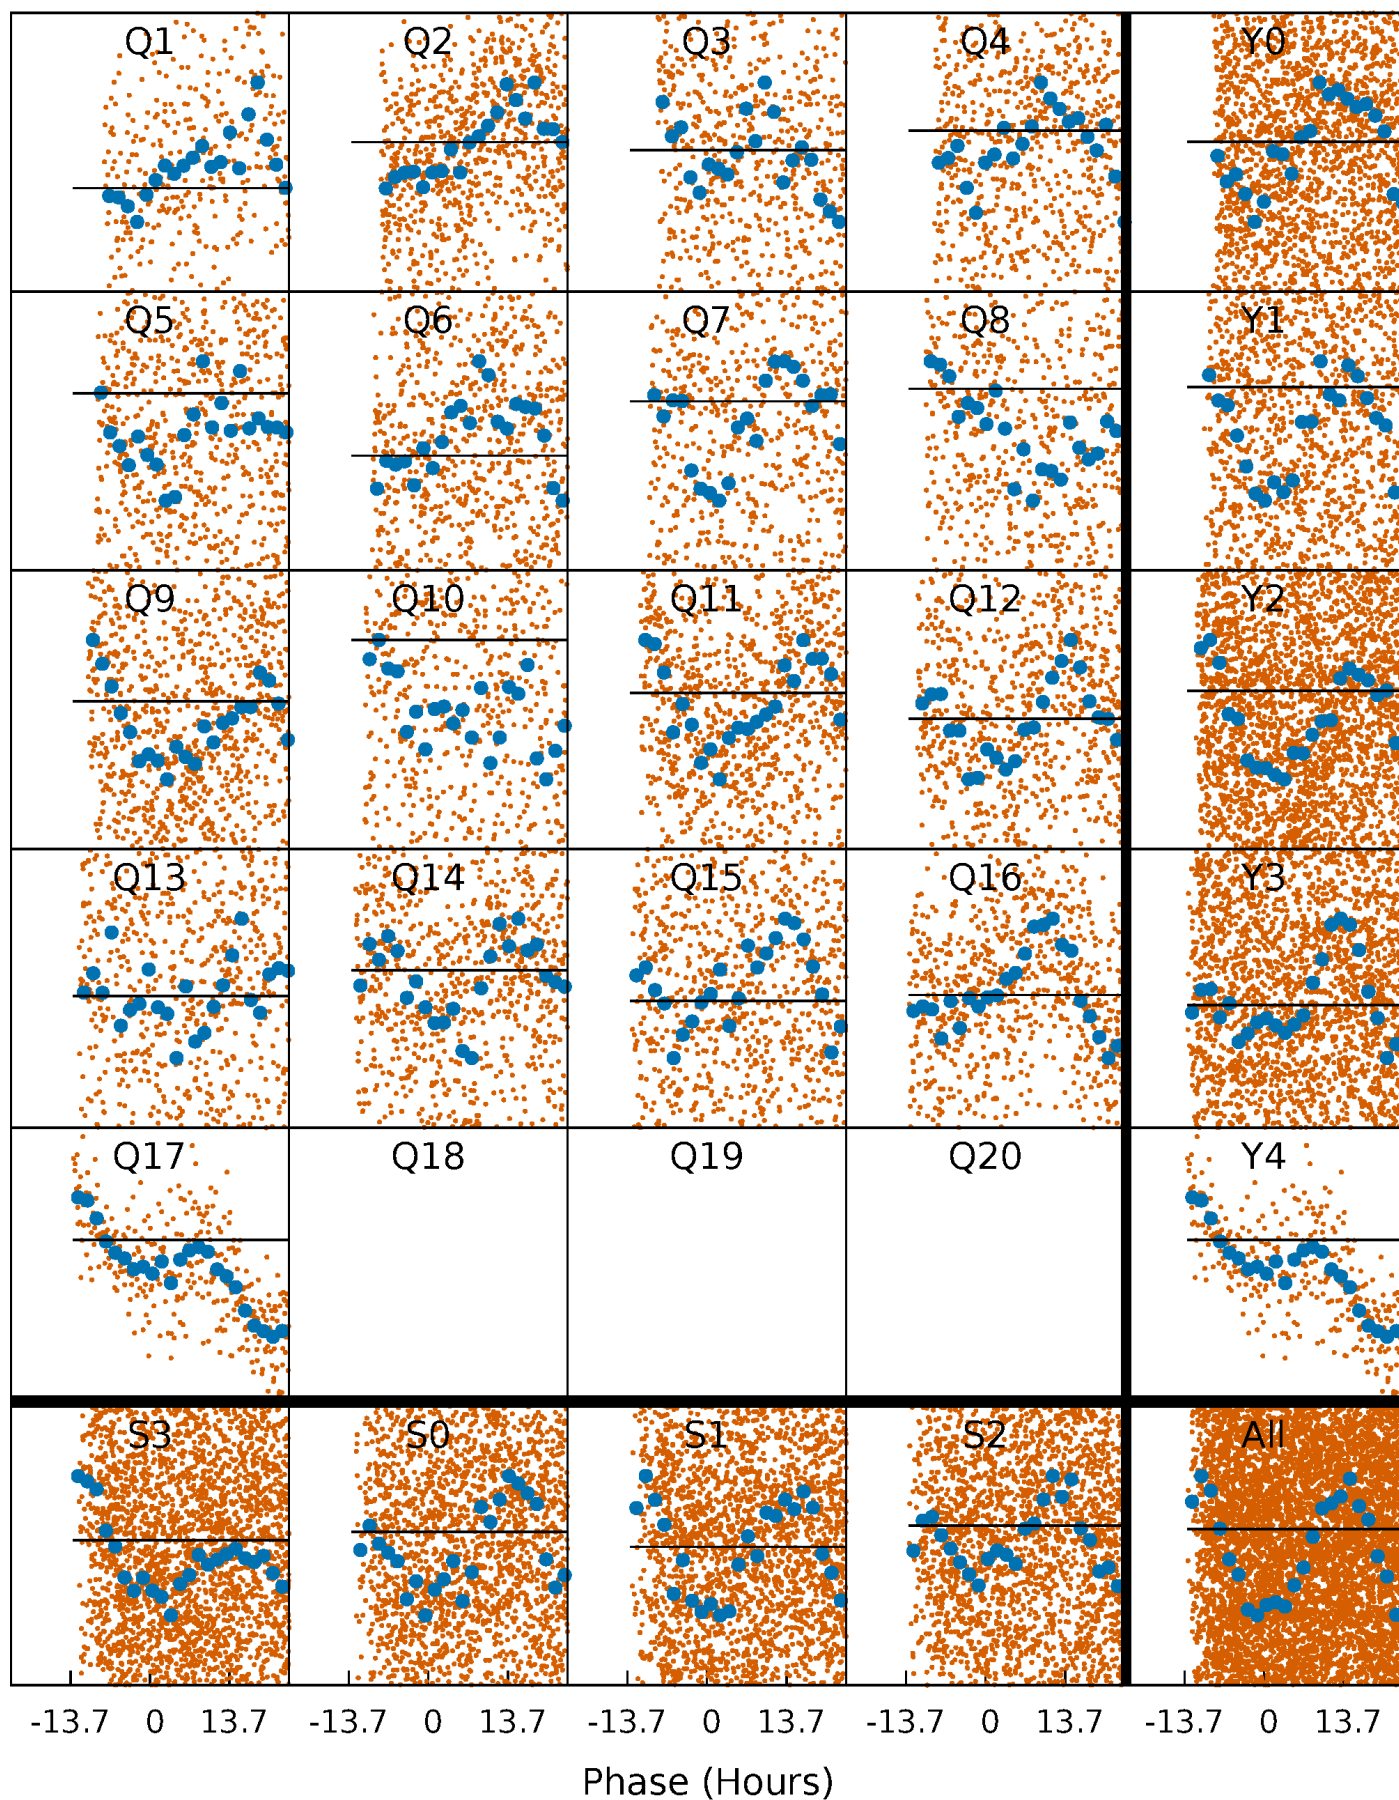 Q1 Q2 Q3 Q4 Y0
Q5 Q6 Q7 Q8 Y1
Q9 Q10 Q11 Q12 Y2
Q13 Q14 Q15 Q16 Y3
Q17 Q18 Q19 Q20 Y4
S3 S0 S1 S2 All
-13.7 0 13.7 -13.7 0 13.7 -13.7 0 13.7 -13.7 0 13.7 -13.7 0 13.7
Phase (Hours)